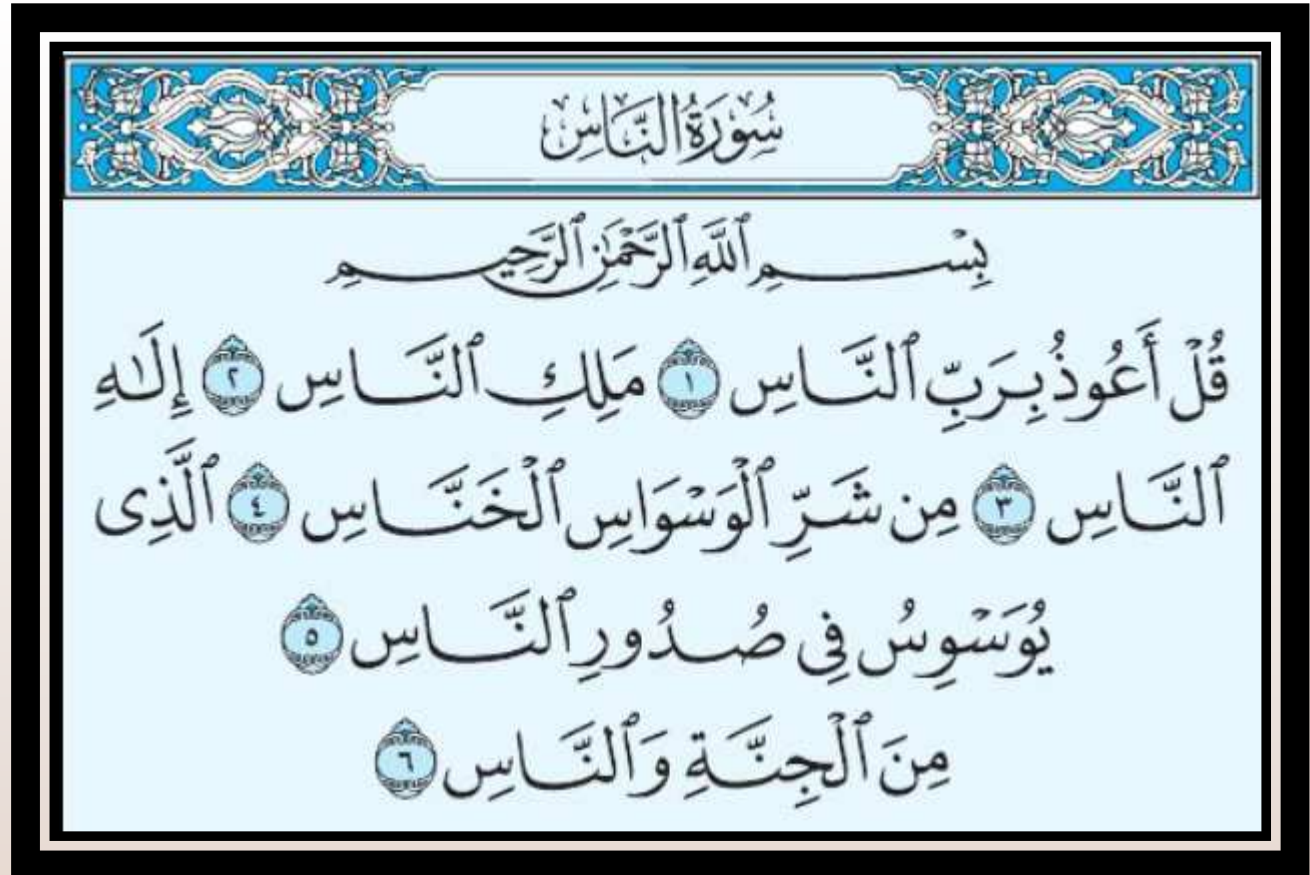 سُورَةُ النَّاسِ
بِسْمِ ٱللَّهِ ٱلرَّحْمَٰنِ ٱلرَّحِيمِ
قُلْ أَعُوذُ بِرَبِّ ٱلنَّاسِ ١ مَلِكِ ٱلنَّاسِ ٢ إِلَٰهِ
ٱلنَّاسِ ٣ مِن شَرِّ ٱلْوَسْوَاسِ ٱلْخَنَّاسِ ٤ ٱلَّذِى
يُوَسْوِسُ فِى صُدُورِ ٱلنَّاسِ ٥
مِنَ ٱلْجِنَّةِ وَٱلنَّاسِ ٦